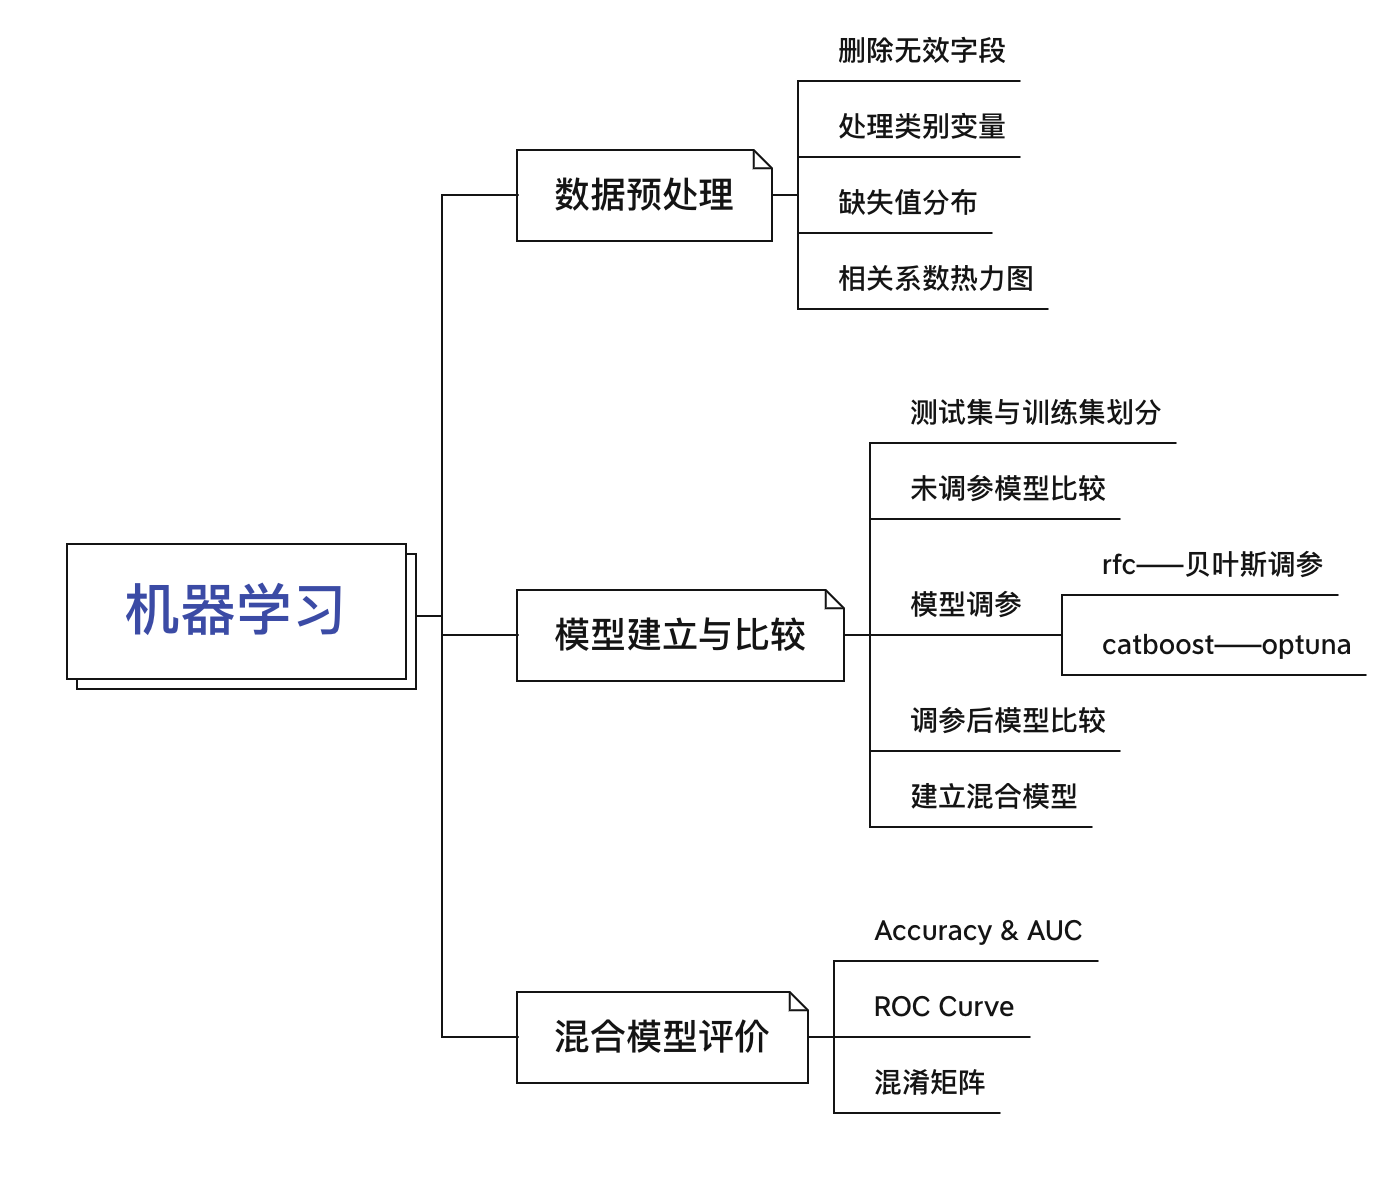 机器学习
数据预处理
删除无效字段
处理类别变量
缺失值分布
相关系数热力图
模型建立与比较
测试集与训练集划分
未调参模型比较
模型调参
rfc——贝叶斯调参
catboost——optuna
调参后模型比较
建立混合模型
混合模型评价
Accuracy & AUC
ROC Curve
混淆矩阵